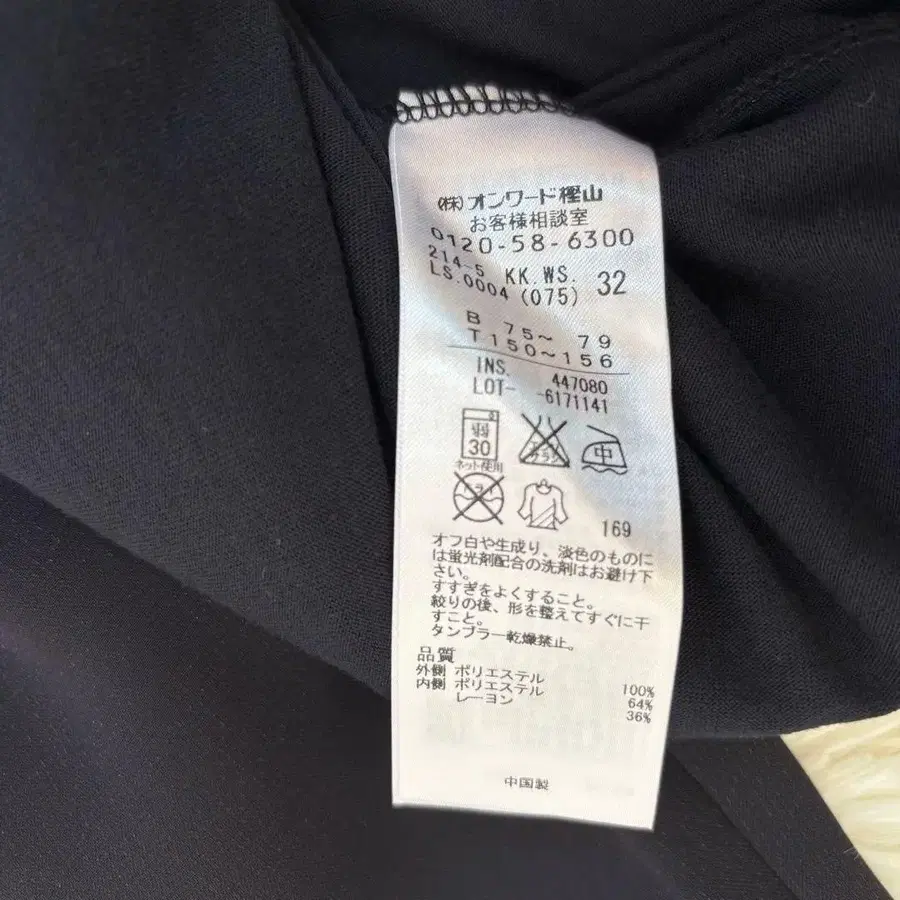 (株)オンワード樫山
お客様相談室
0120-58-6300
214-5 KK.WS. 32
LS.0004 (075)
B 75~ 79
T 150~156
INS. 447080
LOT- -6171141
弱
30
中
ネット使用
169
オフ白や生成り、淡色のものに
は蛍光剤配合の洗剤はお避け下
さい。
すすぎをよくすること。
絞りの後、形を整えてすぐに干
すこと。
タンブラー乾燥禁止。
品質
外側 ポリエステル 100%
内側 ポリエステル 64%
レーヨン 36%
中国製